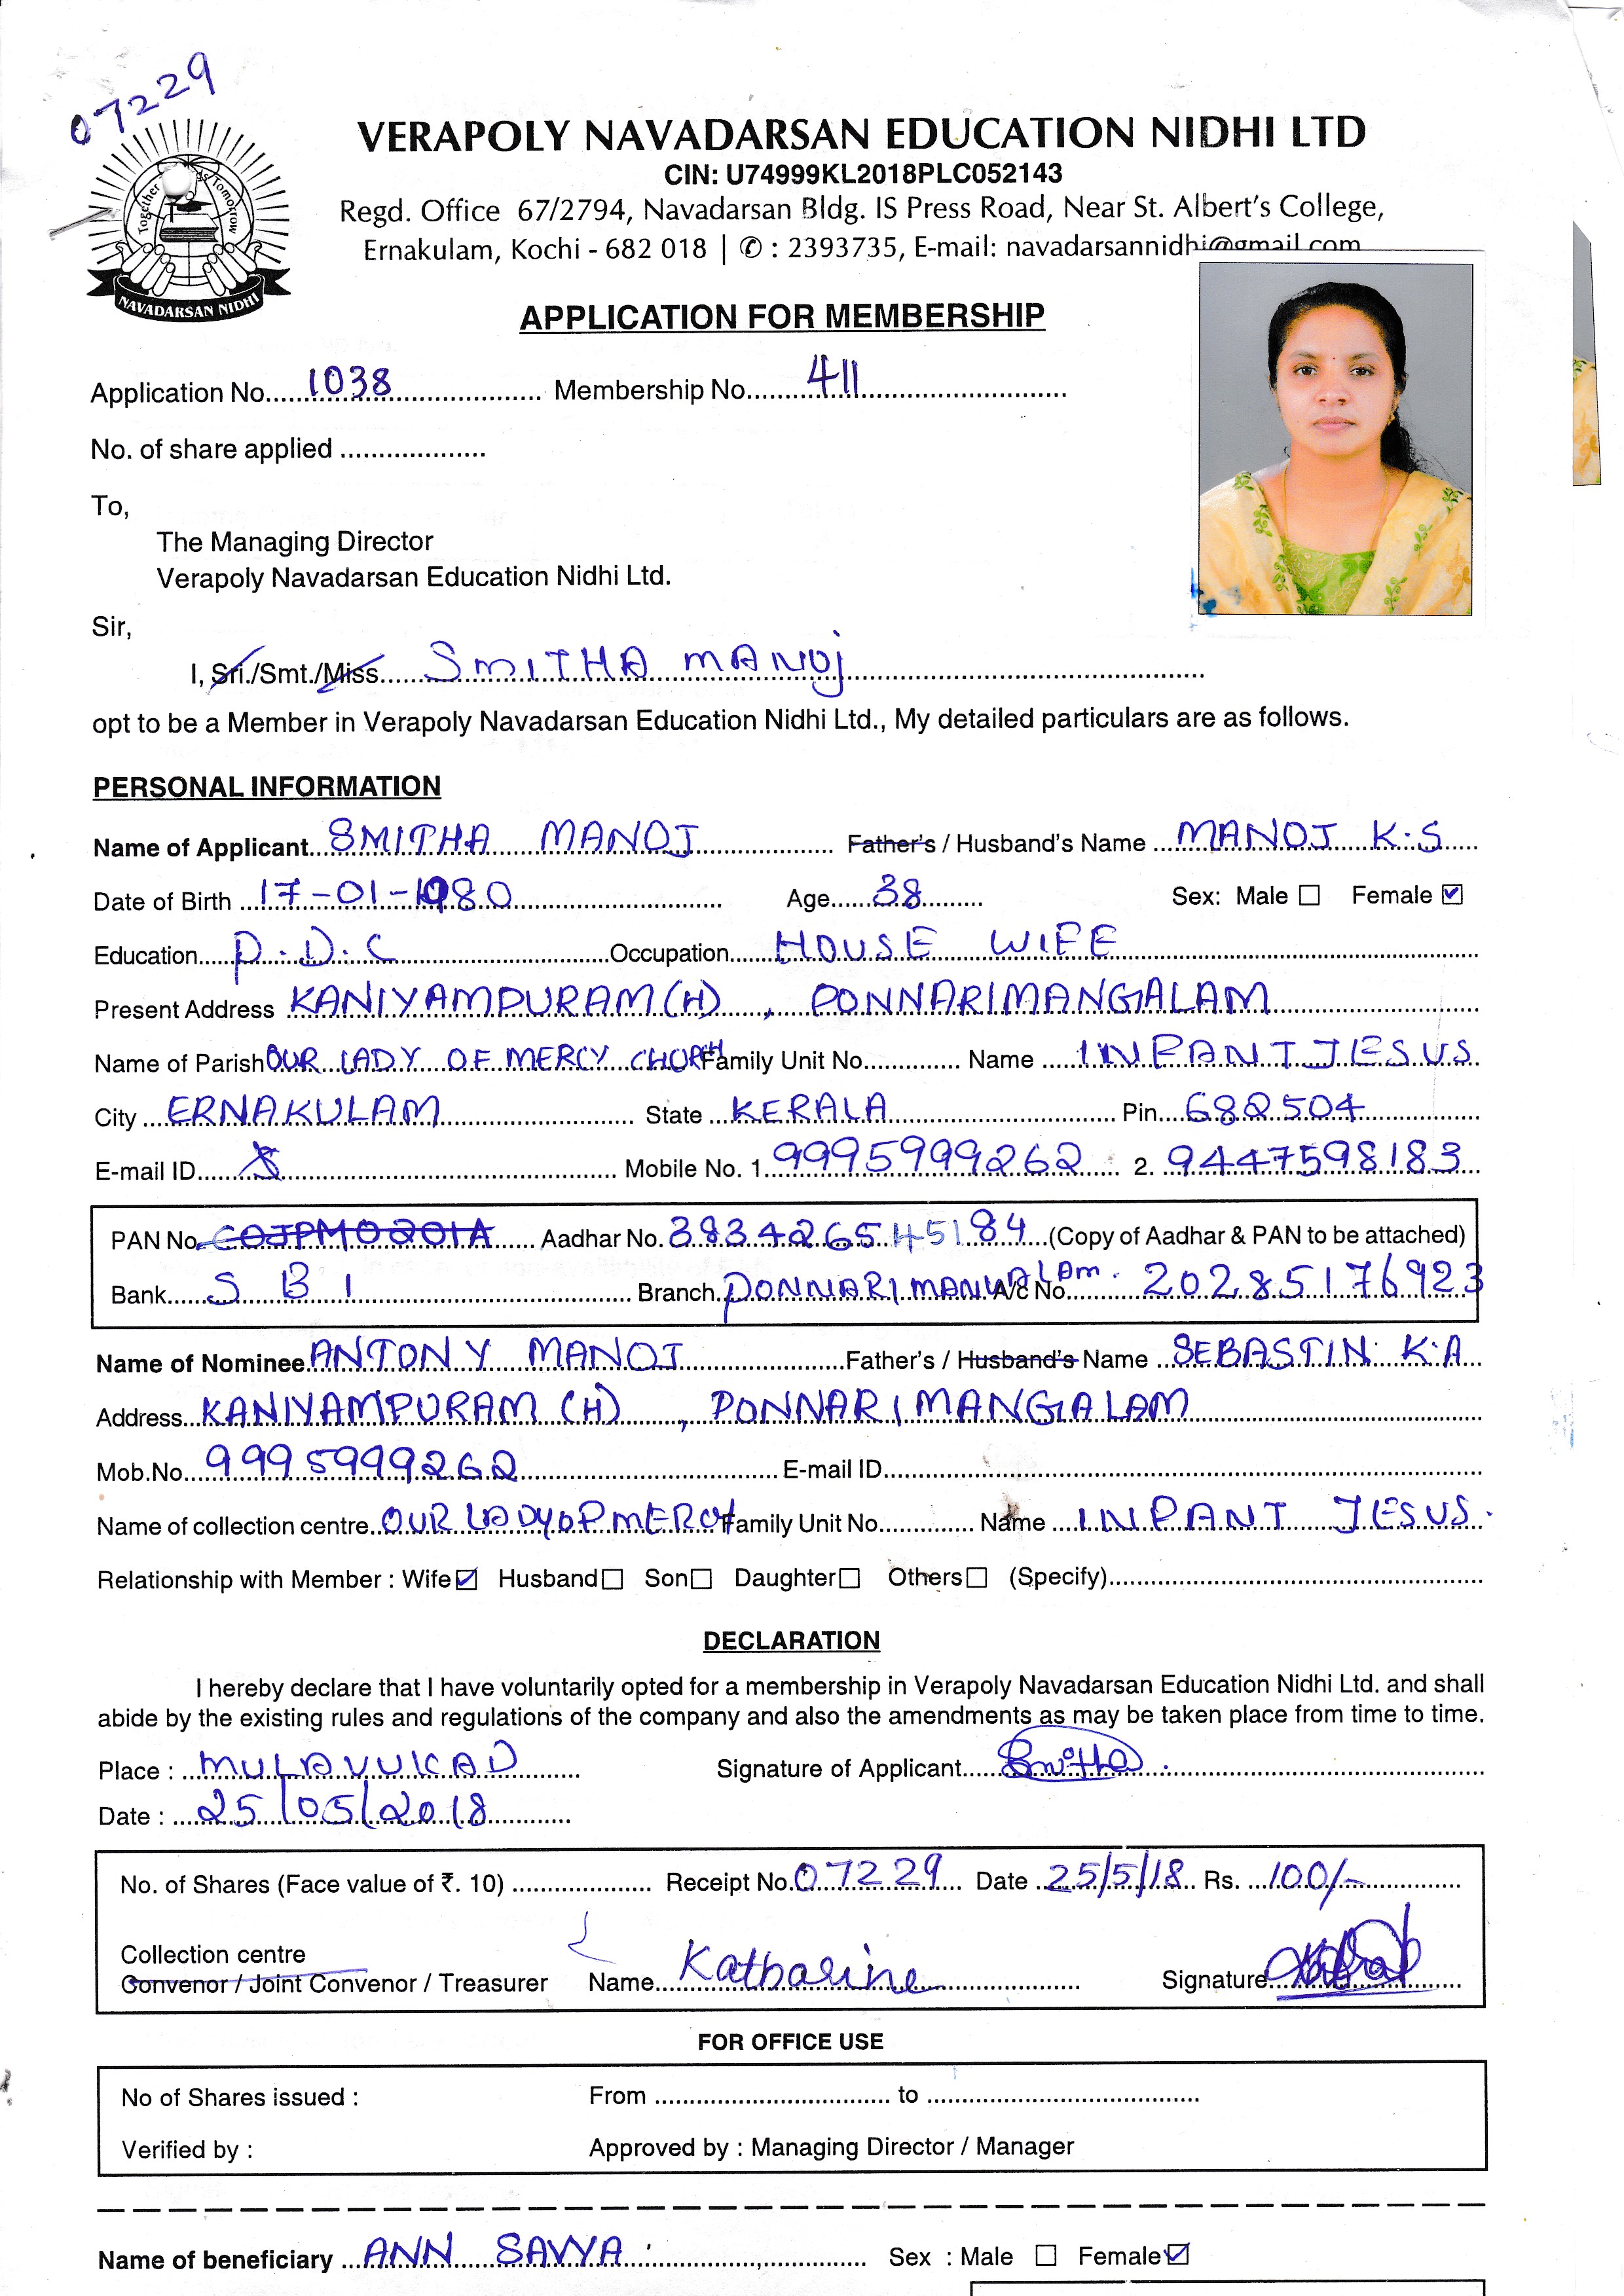 07229
Together Tomorrow
NAVADARSAN NIDHI
VERAPOLY NAVADARSAN EDUCATION NIDHI LTD
CIN: U74999KL2018PLC052143
Regd. Office 67/2794, Navadarsan Bldg. IS Press Road, Near St. Albert's College,
Ernakulam, Kochi - 682 018 | ✆ : 2393735, E-mail: navadarsannidhi@gmail.com
APPLICATION FOR MEMBERSHIP
Application No. 1038 Membership No. 411
No. of share applied ...................
To,
The Managing Director
Verapoly Navadarsan Education Nidhi Ltd.
Sir,
I, Sri./Smt./Miss SMITHA MANOj
opt to be a Member in Verapoly Navadarsan Education Nidhi Ltd., My detailed particulars are as follows.
PERSONAL INFORMATION
Name of Applicant SMITHA MANOJ Father's / Husband's Name MANOJ K.S
Date of Birth 17-01-1980 Age 38 Sex: Male ☐ Female ☑
Education P.D.C Occupation HOUSE WIFE
Present Address KANIYAMPURAM (H), PONNARIMANGALAM
Name of Parish OUR LADY OF MERCY CHURH Family Unit No. Name INPANT JESUS
City ERNAKULAM State KERALA Pin 682504
E-mail ID Mobile No. 1. 9995999262 2. 9447598183
PAN No. Aadhar No. 383426545184 (Copy of Aadhar & PAN to be attached)
Bank S B I Branch A/c No. 20285176923
Name of Nominee ANTONY MANOJ Father's / Husband's Name SEBASTIN K.A
Address KANIYAMPURAM (H), PONNARIMANGALAM
Mob.No. 9995999262 E-mail ID
Name of collection centre OUR LADY OF MERCY Family Unit No. Name INPANT JESUS.
Relationship with Member : Wife ☑ Husband ☐ Son ☐ Daughter ☐ Others ☐ (Specify)
DECLARATION
I hereby declare that I have voluntarily opted for a membership in Verapoly Navadarsan Education Nidhi Ltd. and shall
abide by the existing rules and regulations of the company and also the amendments as may be taken place from time to time.
Place : MULAVUKAD Signature of Applicant Smitha
Date : 25/05/2018
No. of Shares (Face value of ₹. 10) Receipt No. 07229 Date 25/5/18 Rs. 100/-
Collection centre
Convenor / Joint Convenor / Treasurer Name Katharine Signature
FOR OFFICE USE
No of Shares issued : From to
Verified by : Approved by : Managing Director / Manager
Name of beneficiary ANN SAVYA Sex : Male ☐ Female ☑